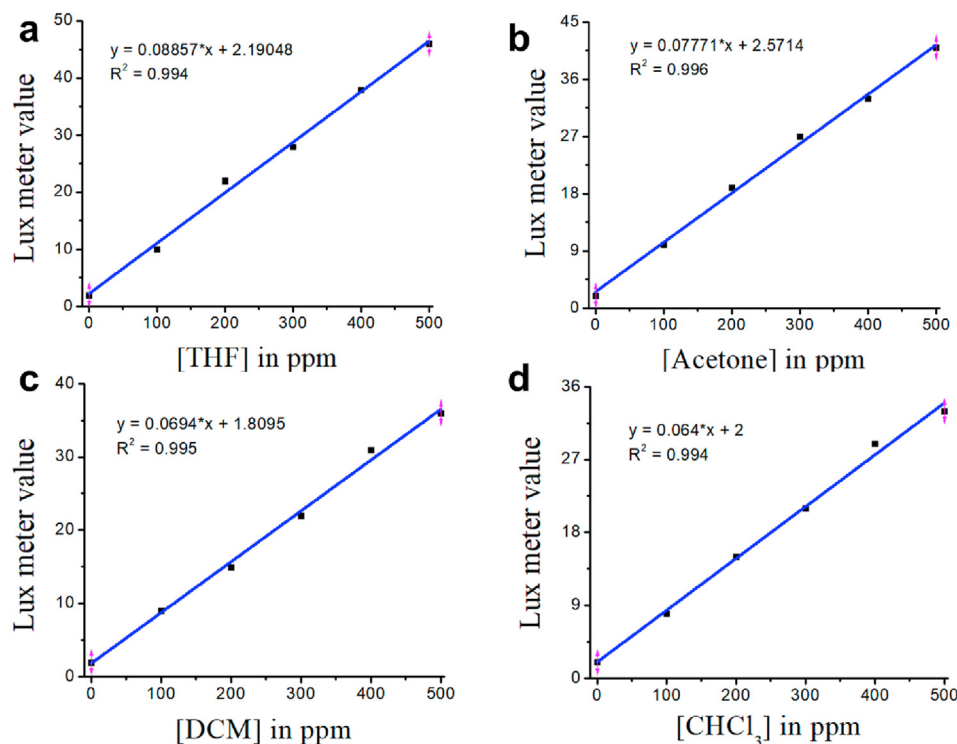 a
y = 0.08857*x + 2.19048
R² = 0.994
Lux meter value
50
40
30
20
10
0
0 100 200 300 400 500
[THF] in ppm
b
y = 0.07771*x + 2.5714
R² = 0.996
Lux meter value
45
36
27
18
9
0
0 100 200 300 400 500
[Acetone] in ppm
c
y = 0.0694*x + 1.8095
R² = 0.995
Lux meter value
40
30
20
10
0
0 100 200 300 400 500
[DCM] in ppm
d
y = 0.064*x + 2
R² = 0.994
Lux meter value
36
27
18
9
0
0 100 200 300 400 500
[CHCl₃] in ppm